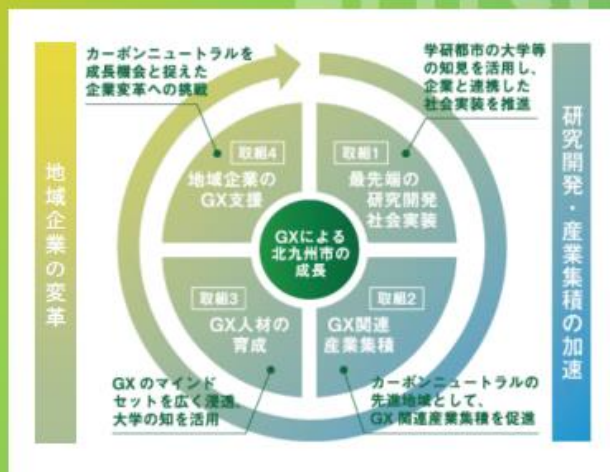 地域企業の変革
カーボンニュートラルを
成長機会と捉えた
企業変革への挑戦
学研都市の大学等
の知見を活用し、
企業と連携した
社会実装を推進
研究開発・産業集積の加速
取組4
地域企業の
GX支援
取組1
最先端の
研究開発
社会実装
GXによる
北九州市の
成長
取組3
GX人材の
育成
取組2
GX関連
産業集積
GXのマインド
セットを広く浸透、
大学の知を活用
カーボンニュートラルの
先進地域として、
GX関連産業集積を促進